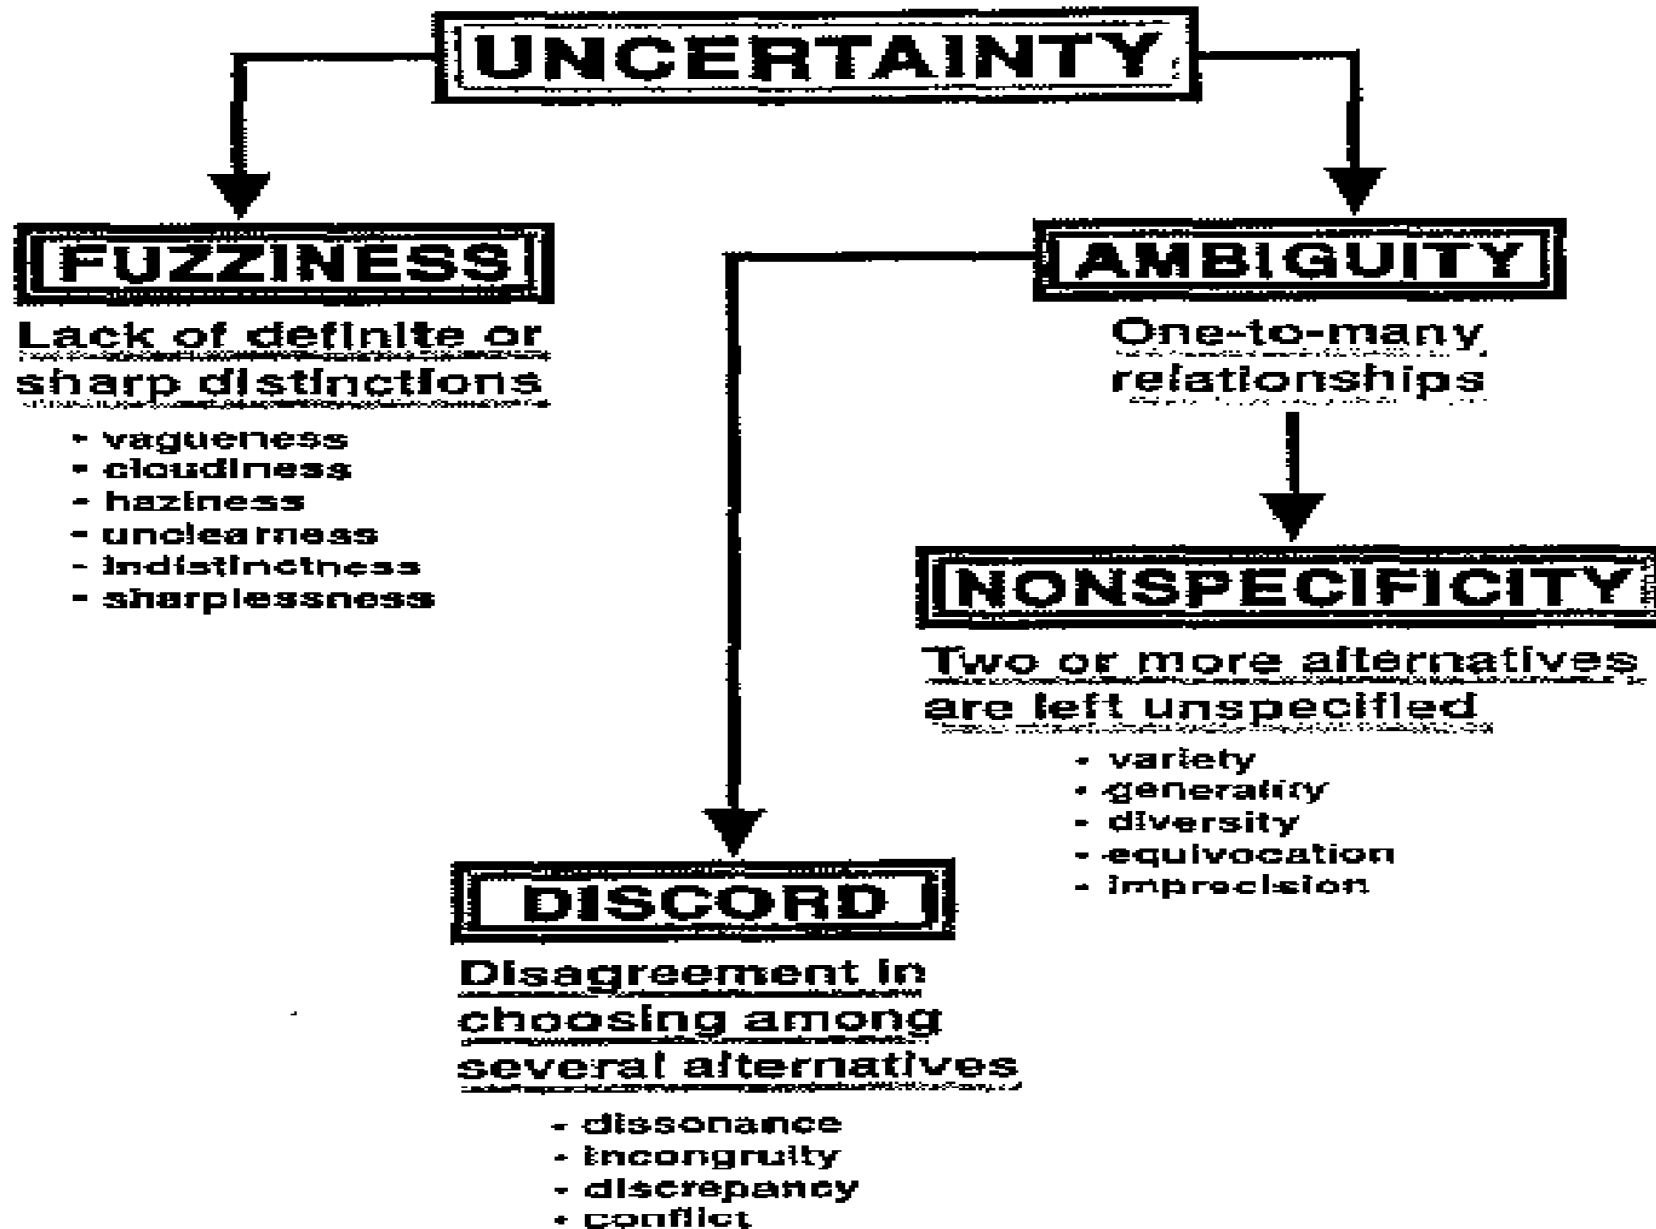 UNCERTAINTY
FUZZINESS
Lack of definite or
sharp distinctions
- vagueness
- cloudiness
- haziness
- unclearness
- indistinctness
- sharplessness
AMBIGUITY
One-to-many
relationships
NONSPECIFICITY
Two or more alternatives
are left unspecified
- variety
- generality
- diversity
- equivocation
- imprecision
DISCORD
Disagreement in
choosing among
several alternatives
- dissonance
- incongruity
- discrepancy
- conflict